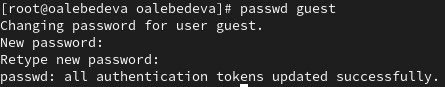 [root@oalebedeva oalebedeva]# passwd guest
Changing password for user guest.
New password:
Retype new password:
passwd: all authentication tokens updated successfully.